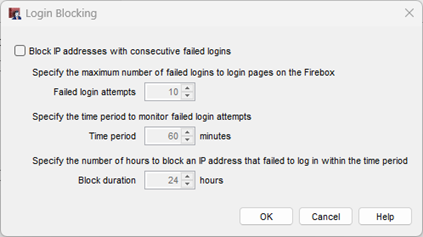 Login Blocking
Block IP addresses with consecutive failed logins
Specify the maximum number of failed logins to login pages on the Firebox
Failed login attempts 10
Specify the time period to monitor failed login attempts
Time period 60 minutes
Specify the number of hours to block an IP address that failed to log in within the time period
Block duration 24 hours
OK Cancel Help